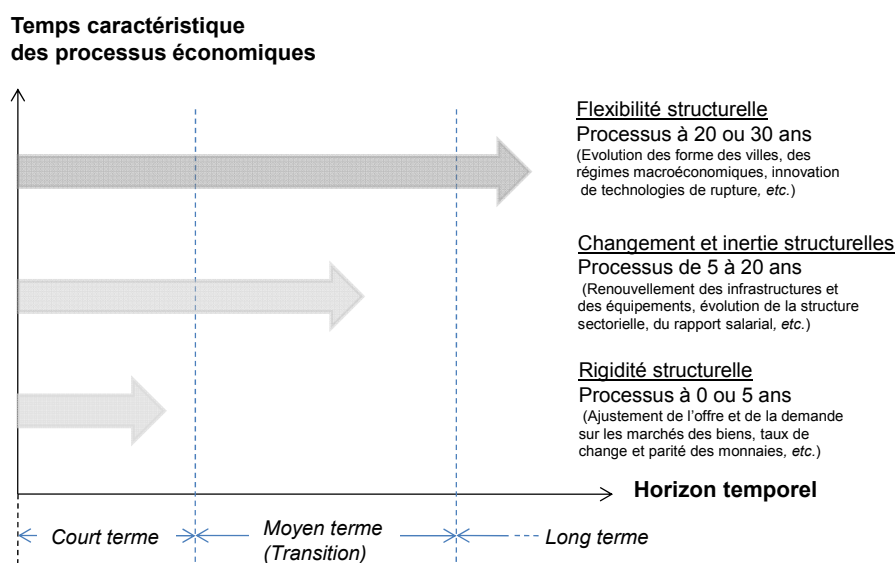 Temps caractéristique
des processus économiques
Flexibilité structurelle
Processus à 20 ou 30 ans
(Evolution des forme des villes, des
régimes macroéconomiques, innovation
de technologies de rupture, etc.)
Changement et inertie structurelles
Processus de 5 à 20 ans
(Renouvellement des infrastructures et
des équipements, évolution de la structure
sectorielle, du rapport salarial, etc.)
Rigidité structurelle
Processus à 0 ou 5 ans
(Ajustement de l'offre et de la demande
sur les marchés des biens, taux de
change et parité des monnaies, etc.)
Horizon temporel
Court terme
Moyen terme
(Transition)
Long terme